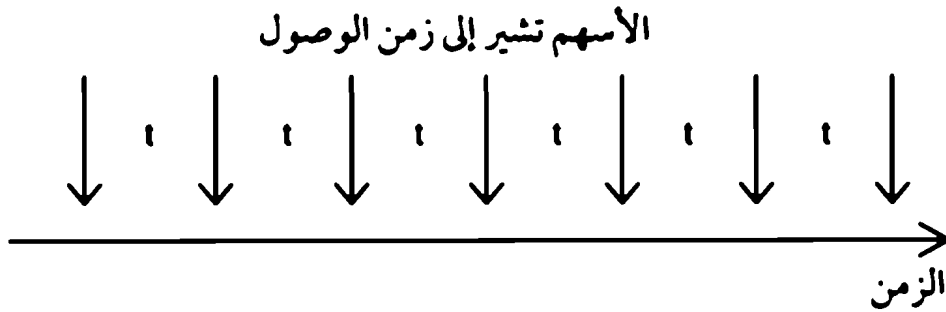 الأسهم تشير إلى زمن الوصول
t t t t t t
الزمن